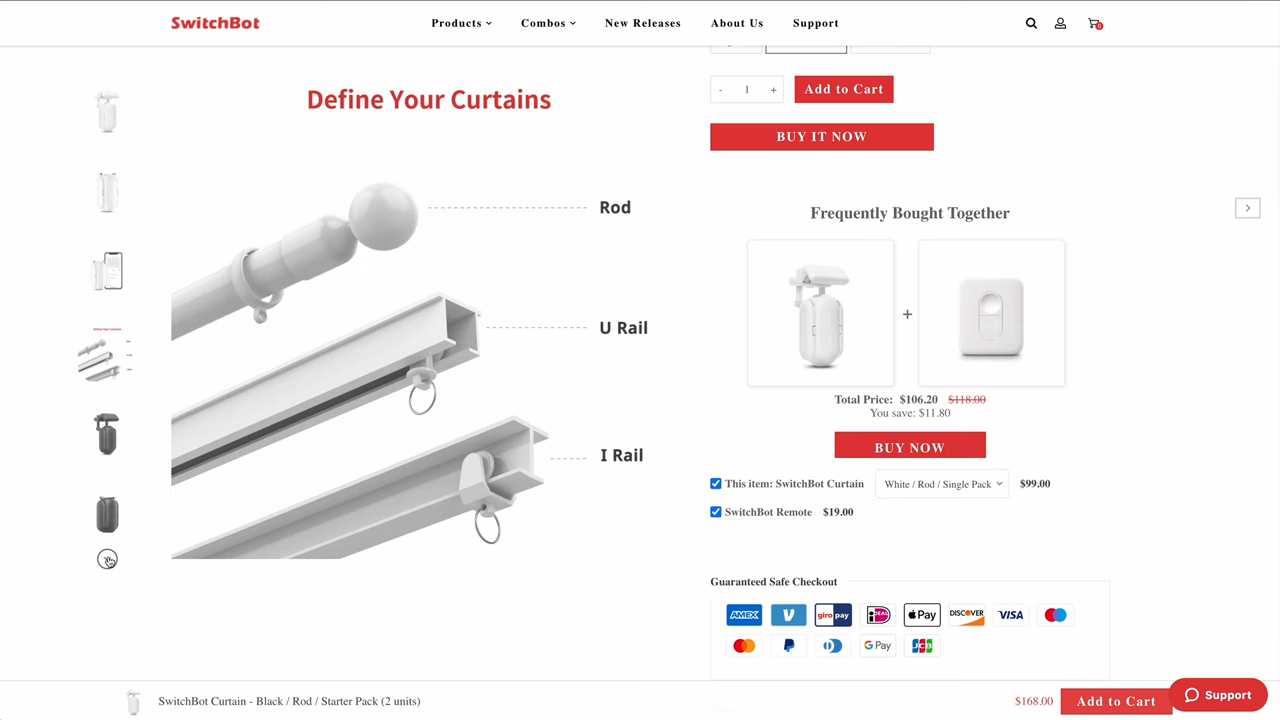 SwitchBot
Products
Combos
New Releases
About Us
Support
0
Define Your Curtains
Rod
U Rail
I Rail
- 1 +
Add to Cart
BUY IT NOW
Frequently Bought Together
+
Total Price: $106.20 $118.00
You save: $11.80
BUY NOW
This item: SwitchBot Curtain White / Rod / Single Pack $99.00
SwitchBot Remote $19.00
Guaranteed Safe Checkout
AMEX V giro pay iDEAL Pay DISCOVER VISA
G Pay JCB
SwitchBot Curtain - Black / Rod / Starter Pack (2 units)
$168.00
Add to Cart
Support